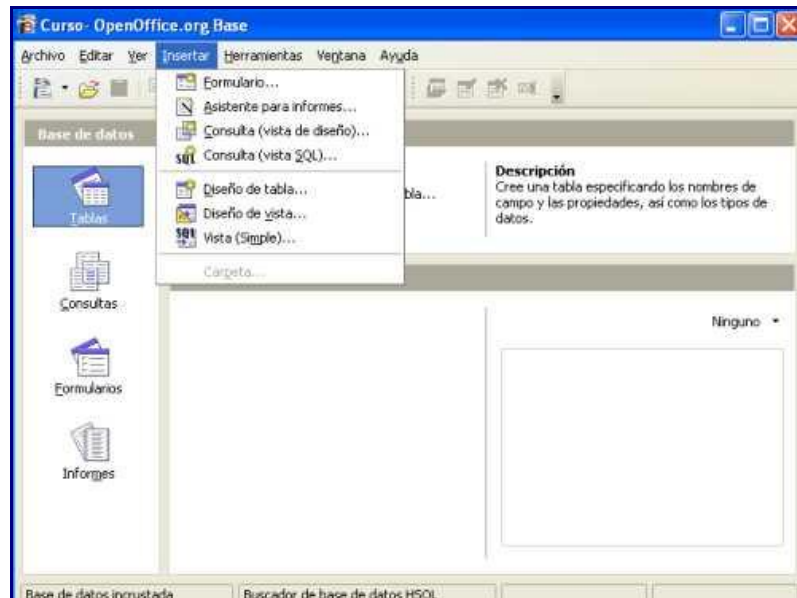 Curso- OpenOffice.org Base
Archivo Editar Ver Insertar Herramientas Ventana Ayuda
Formulario...
Asistente para informes...
Consulta (vista de diseño)...
SQL Consulta (vista SQL)...
Diseño de tabla...
Diseño de vista...
SQL Vista (Simple)...
Carpeta...
Base de datos
Tablas
Consultas
Formularios
Informes
bla...
Descripción
Cree una tabla especificando los nombres de
campo y las propiedades, así como los tipos de
datos.
Ninguno
Base de datos incrustada
Buscador de base de datos HSQL